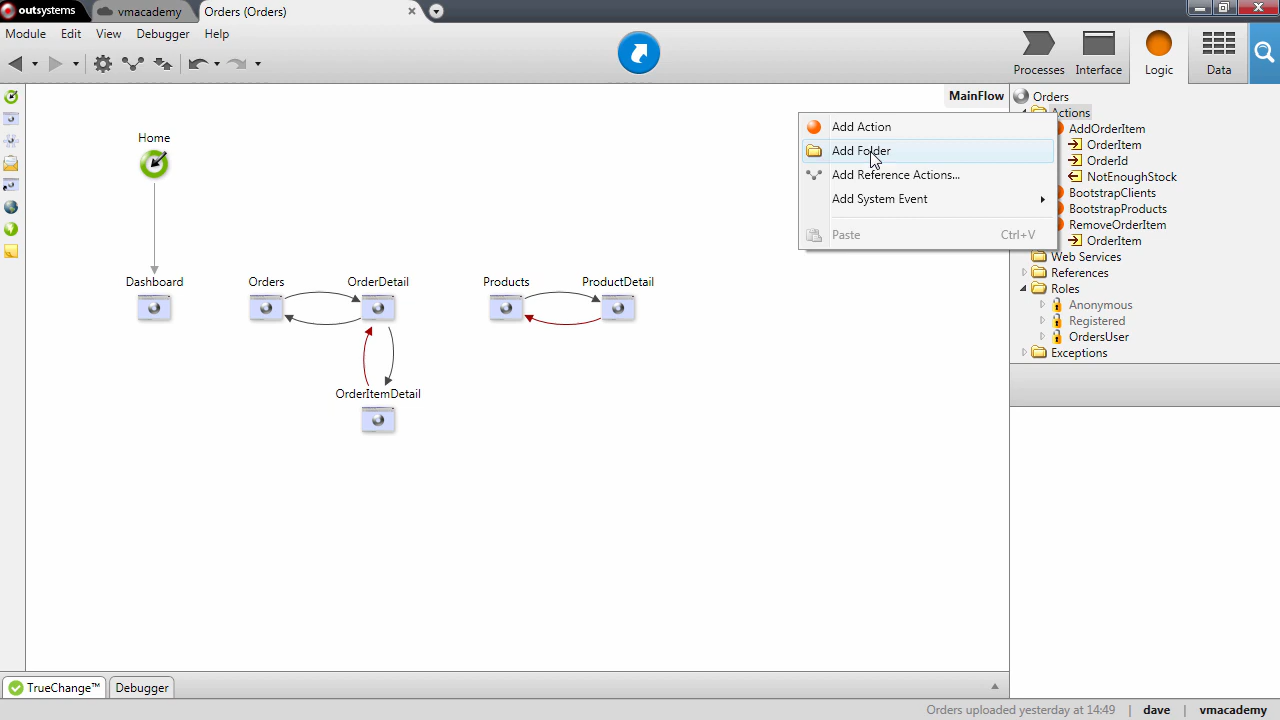 outsystems
vmacademy
Orders (Orders)
Module
Edit
View
Debugger
Help
Processes
Interface
Logic
Data
MainFlow
Orders
Actions
AddOrderItem
OrderItem
OrderId
NotEnoughStock
BootstrapClients
BootstrapProducts
RemoveOrderItem
OrderItem
Web Services
References
Roles
Anonymous
Registered
OrdersUser
Exceptions
Add Action
Add Folder
Add Reference Actions...
Add System Event
Paste Ctrl+V
Home
Dashboard
Orders
OrderDetail
Products
ProductDetail
OrderItemDetail
TrueChange™
Debugger
Orders uploaded yesterday at 14:49 | dave | vmacademy